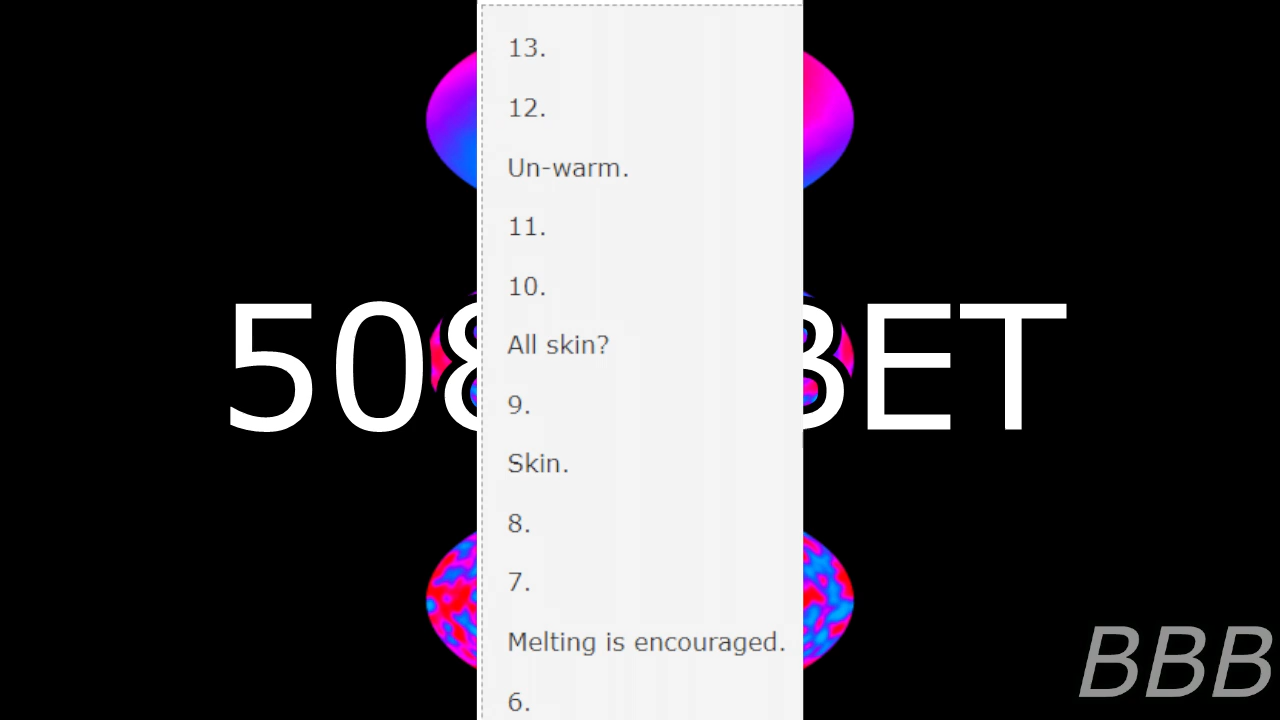 13.
12.
Un-warm.
11.
10.
All skin?
9.
Skin.
8.
7.
Melting is encouraged.
6.
BBB